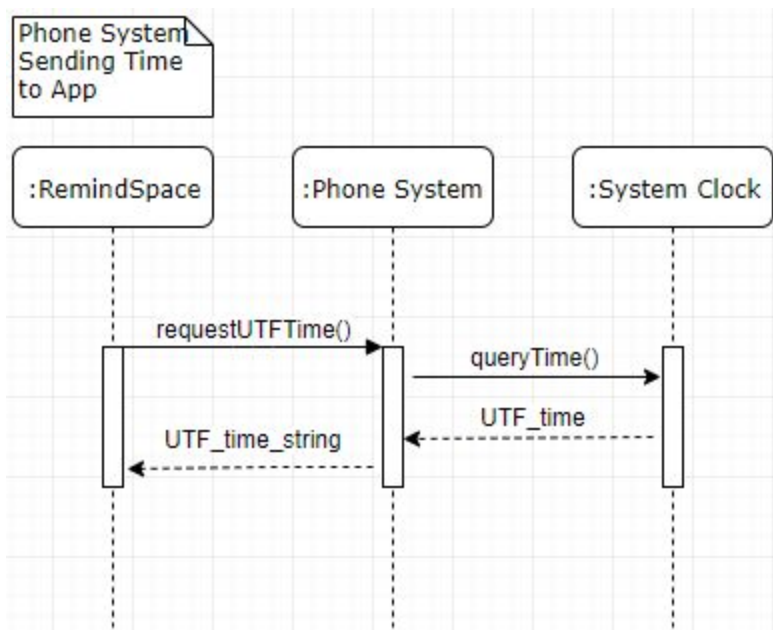 Phone System
Sending Time
to App
:RemindSpace
:Phone System
:System Clock
requestUTFTime()
queryTime()
UTF_time
UTF_time_string